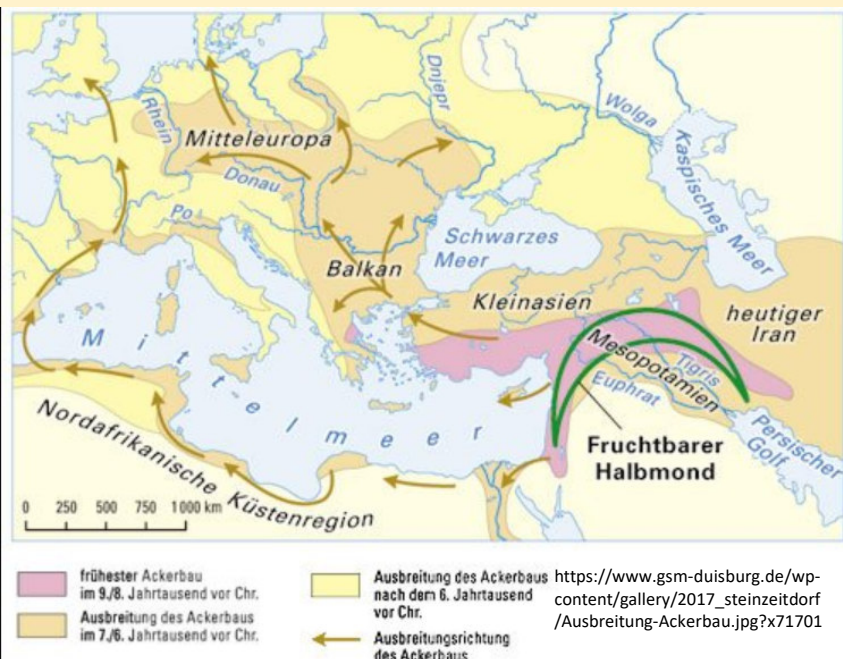 Rhein
Mitteleuropa
Donau
Po
Dnjepr
Wolga
Kaspisches Meer
Schwarzes
Meer
Balkan
Kleinasien
heutiger
Iran
Mesopotamien
Tigris
Euphrat
Persischer
Golf
Mittelmeer
Fruchtbarer
Halbmond
Nordafrikanische Küstenregion
0 250 500 750 1000 km
frühester Ackerbau
im 9./8. Jahrtausend vor Chr.
Ausbreitung des Ackerbaus
im 7./6. Jahrtausend vor Chr.
Ausbreitung des Ackerbaus
nach dem 6. Jahrtausend
vor Chr.
Ausbreitungsrichtung
des Ackerbaus
https://www.gsm-duisburg.de/wp-
content/gallery/2017_steinzeitdorf
/Ausbreitung-Ackerbau.jpg?x71701